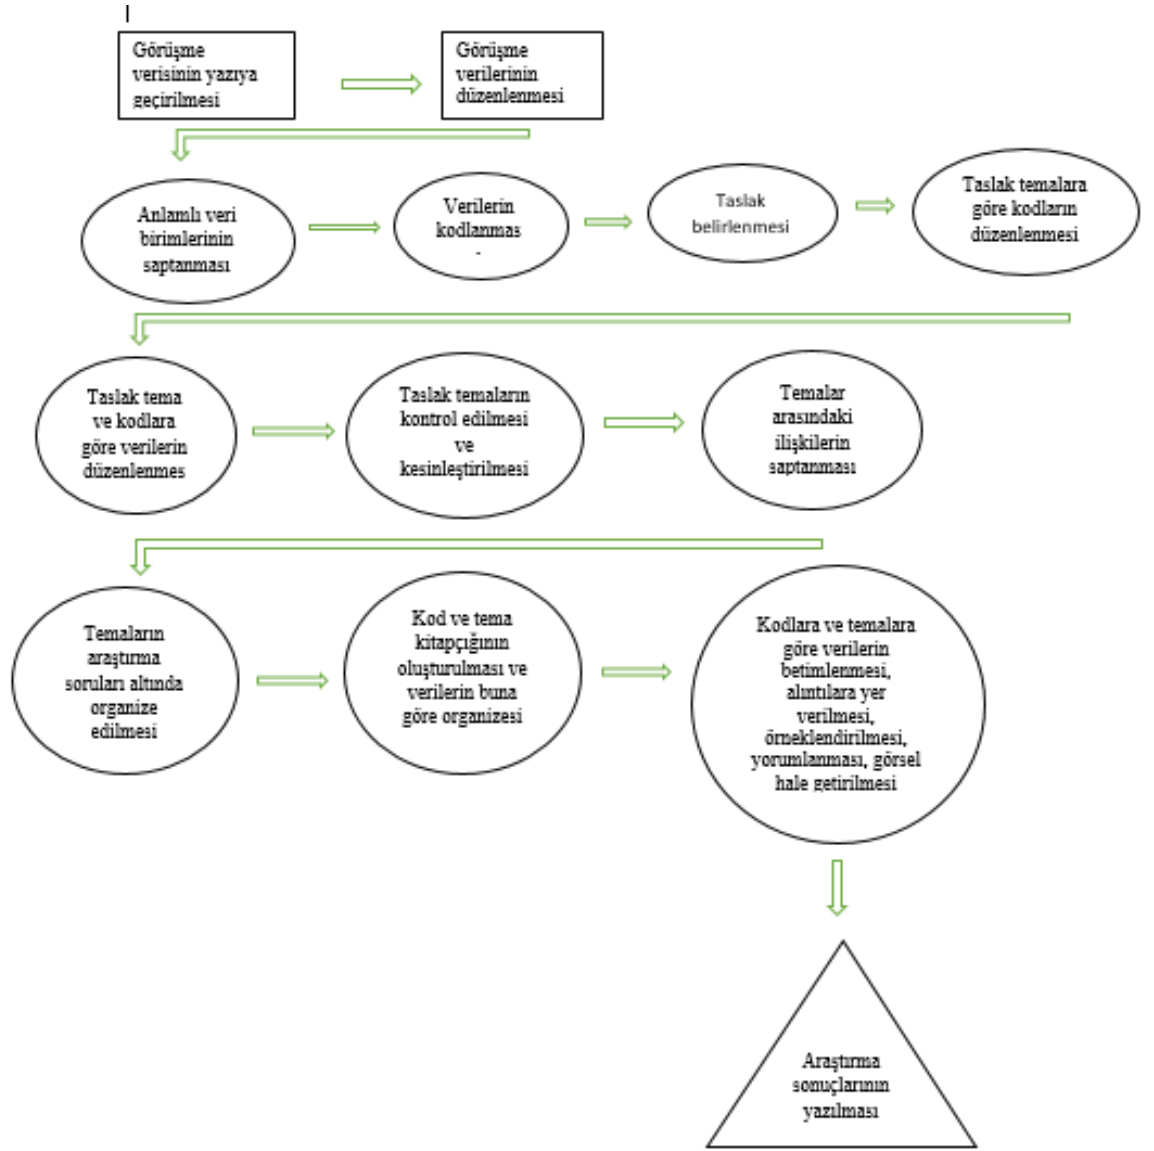 Görüşme
verisinin yazıya
geçirilmesi
Görüşme
verilerinin
düzenlenmesi
Anlamlı veri
birimlerinin
saptanması
Verilerin
kodlanmas
Taslak
belirlenmesi
Taslak temalara
göre kodların
düzenlenmesi
Taslak tema
ve kodlara
göre verilerin
düzenlenmes
Taslak temaların
kontrol edilmesi
ve
kesinleştirilmesi
Temalar
arasındaki
ilişkilerin
saptanması
Temaların
araştırma
soruları altında
organize
edilmesi
Kod ve tema
kitapçığının
oluşturulması ve
verilerin buna
göre organizesi
Kodlara ve temalara
göre verilerin
betimlenmesi,
alıntılara yer
verilmesi,
örneklendirilmesi,
yorumlanması, görsel
hale getirilmesi
Araştırma
sonuçlarının
yazılması